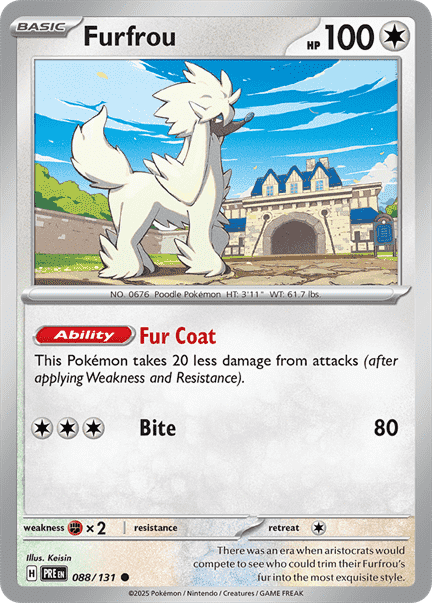 BASIC
Furfrou
HP 100
NO. 0676 Poodle Pokémon HT: 3'11" WT: 61.7 lbs.
Ability Fur Coat
This Pokémon takes 20 less damage from attacks (after
applying Weakness and Resistance).
Bite 80
weakness ×2 resistance retreat
Illus. Keisin
H PRE EN 088/131
There was an era when aristocrats would
compete to see who could trim their Furfrou's
fur into the most exquisite style.
©2025 Pokémon / Nintendo / Creatures / GAME FREAK